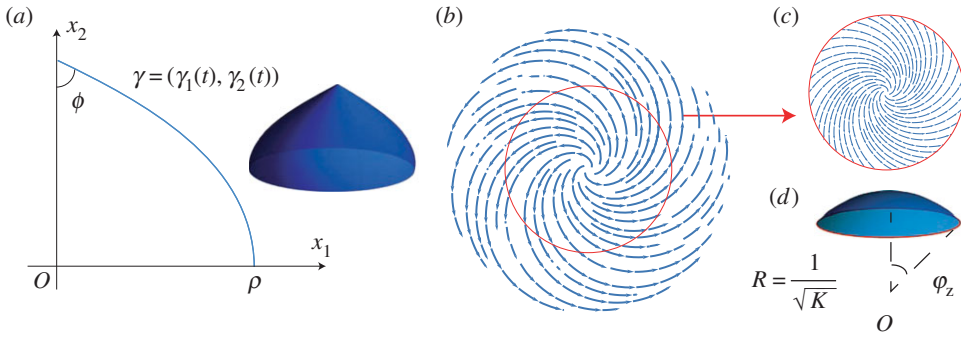 (a)
x₂
γ = (γ₁(t), γ₂(t))
ϕ
x₁
O
ρ
(b)
(c)
(d)
R = 1/√K
φz
O